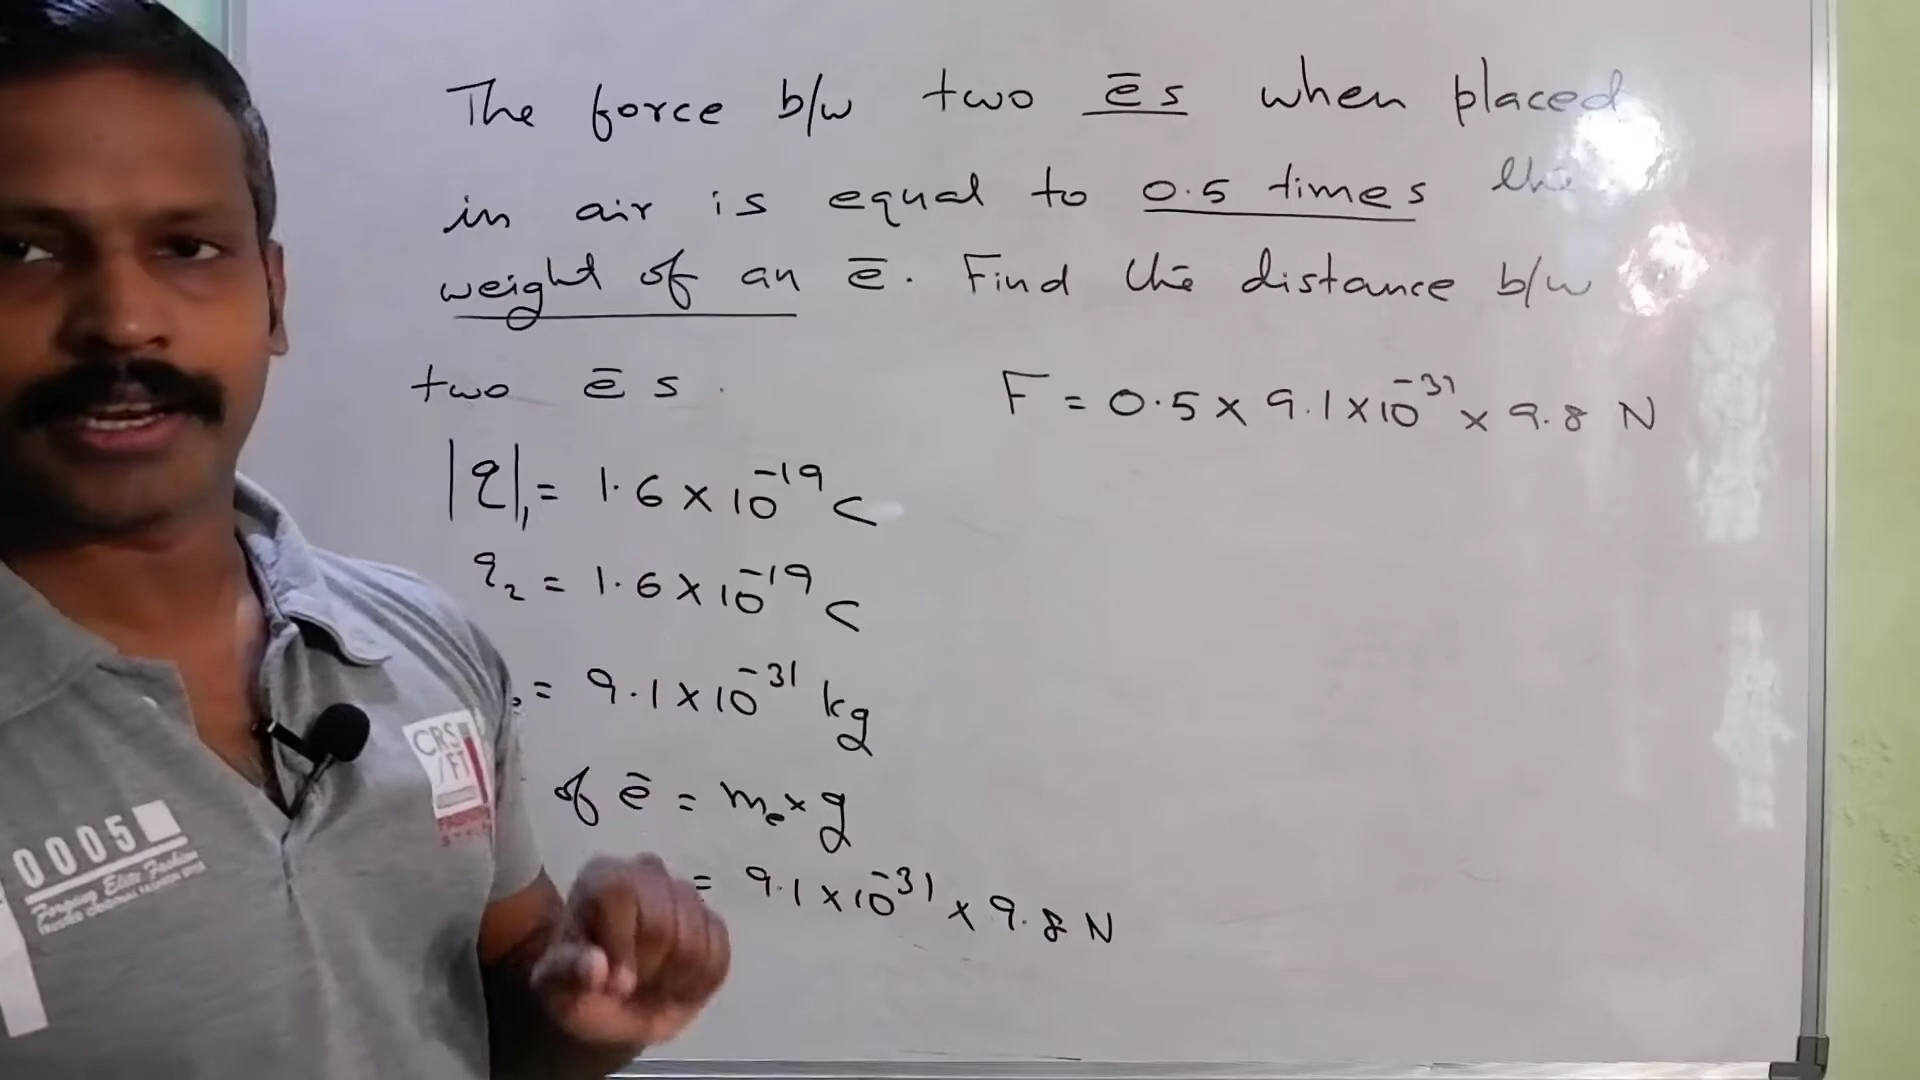 The force b/w two ēs when placed
in air is equal to 0.5 times the
weight of an ē. Find the distance b/w
two ēs.
F = 0.5 × 9.1 × 10⁻³¹ × 9.8 N
|q|₁ = 1.6 × 10⁻¹⁹ C
q₂ = 1.6 × 10⁻¹⁹ C
= 9.1 × 10⁻³¹ kg
of ē = mₑ × g
= 9.1 × 10⁻³¹ × 9.8 N
CRS
/FT
0005
Forging Elite Fashion